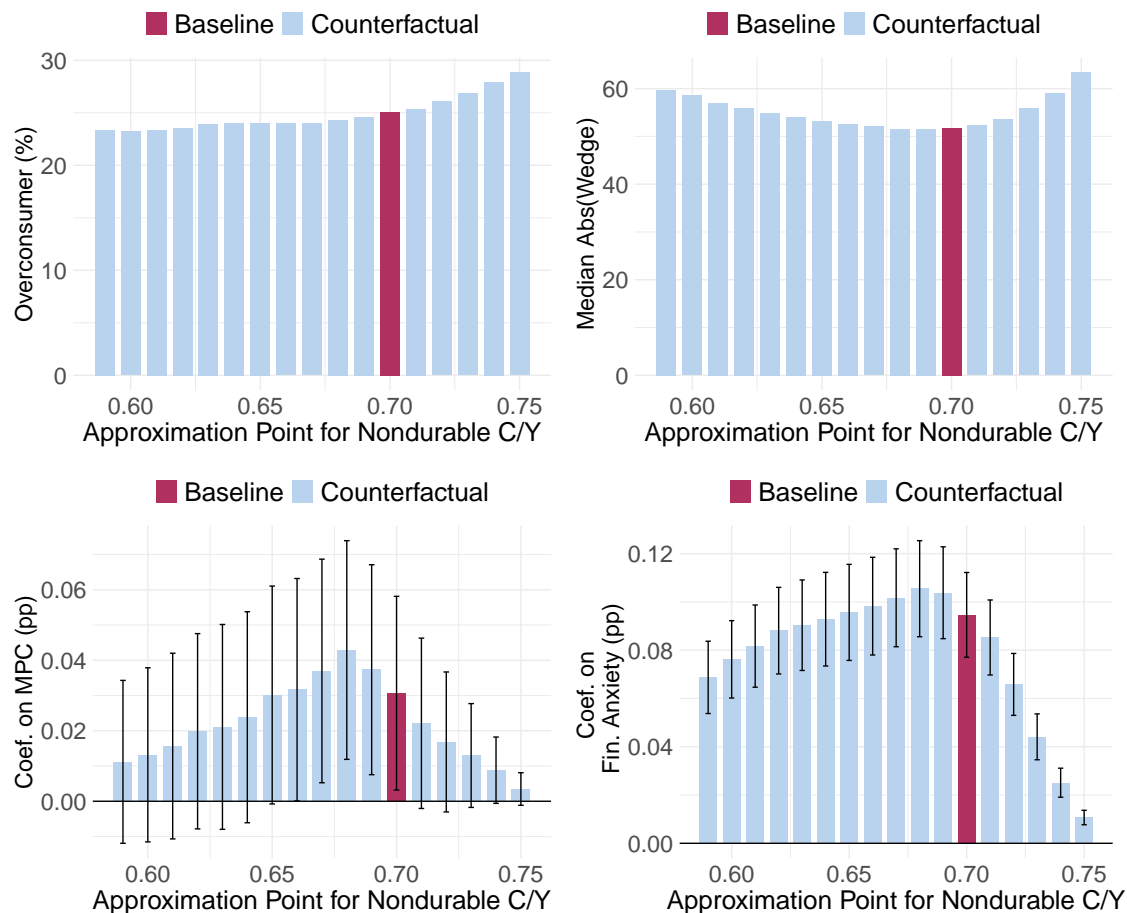 Baseline Counterfactual
Overconsumer (%)
30
20
10
0
0.60 0.65 0.70 0.75
Approximation Point for Nondurable C/Y
Baseline Counterfactual
Median Abs(Wedge)
60
40
20
0
0.60 0.65 0.70 0.75
Approximation Point for Nondurable C/Y
Baseline Counterfactual
Coef. on MPC (pp)
0.06
0.04
0.02
0.00
0.60 0.65 0.70 0.75
Approximation Point for Nondurable C/Y
Baseline Counterfactual
Coef. on
Fin. Anxiety (pp)
0.12
0.08
0.04
0.00
0.60 0.65 0.70 0.75
Approximation Point for Nondurable C/Y